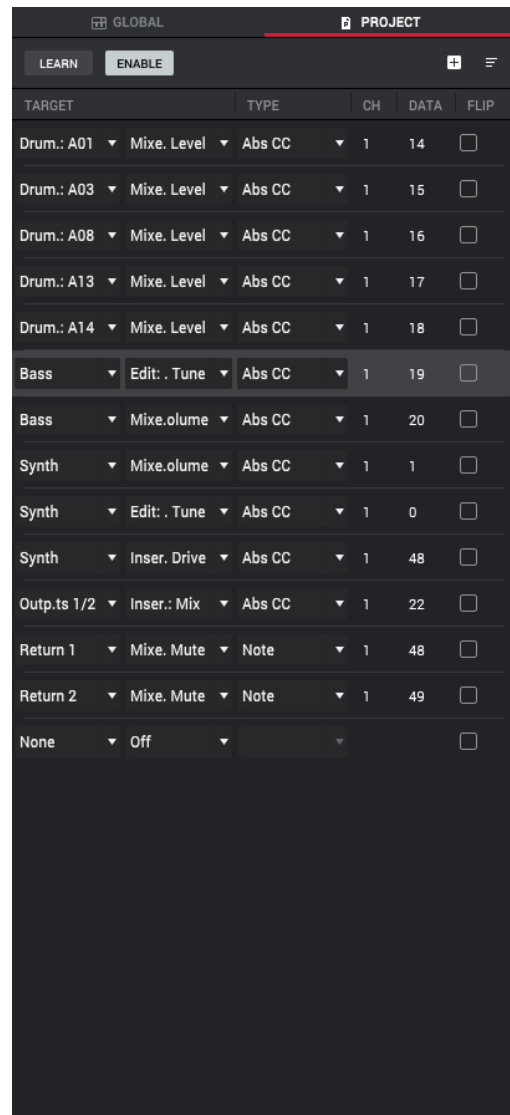 GLOBAL PROJECT
LEARN ENABLE
TARGET TYPE CH DATA FLIP
Drum.: A01 Mixe. Level Abs CC 1 14
Drum.: A03 Mixe. Level Abs CC 1 15
Drum.: A08 Mixe. Level Abs CC 1 16
Drum.: A13 Mixe. Level Abs CC 1 17
Drum.: A14 Mixe. Level Abs CC 1 18
Bass Edit: . Tune Abs CC 1 19
Bass Mixe.olume Abs CC 1 20
Synth Mixe.olume Abs CC 1 1
Synth Edit: . Tune Abs CC 1 0
Synth Inser. Drive Abs CC 1 48
Outp.ts 1/2 Inser.: Mix Abs CC 1 22
Return 1 Mixe. Mute Note 1 48
Return 2 Mixe. Mute Note 1 49
None Off